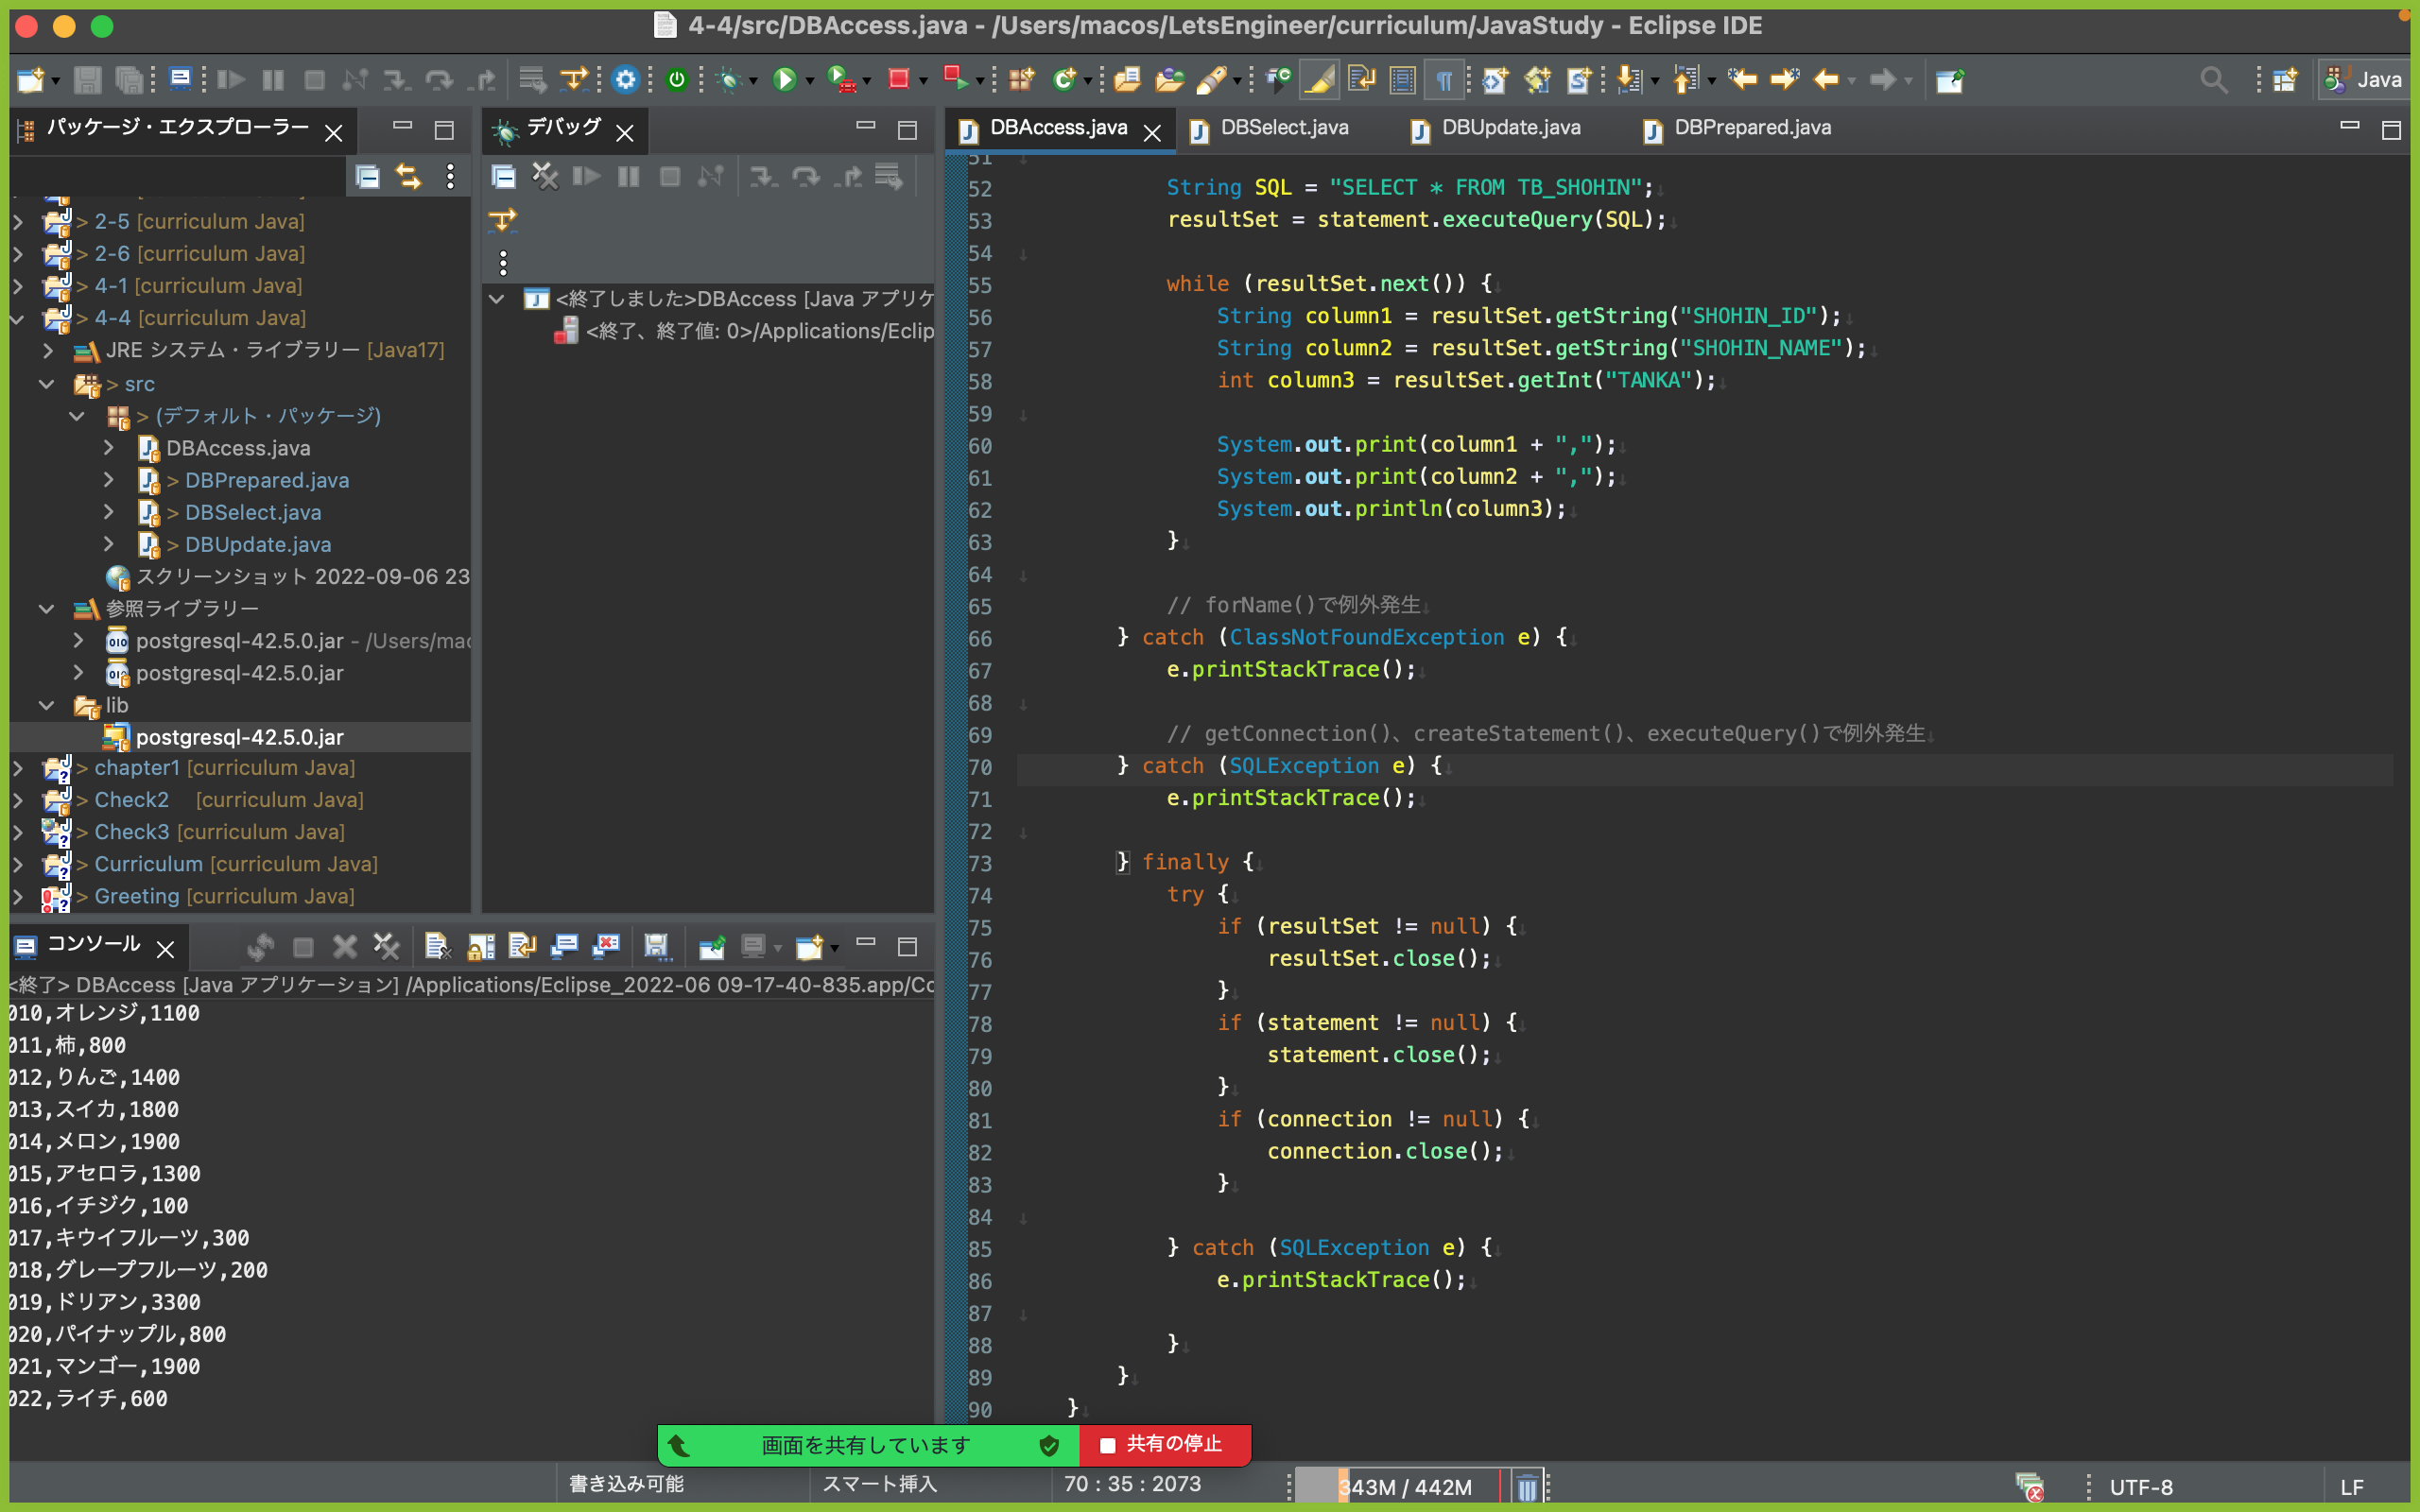 4-4/src/DBAccess.java - /Users/macos/LetsEngineer/curriculum/JavaStudy - Eclipse IDE
Java
パッケージ・エクスプローラー
> 2-5 [curriculum Java]
> 2-6 [curriculum Java]
> 4-1 [curriculum Java]
> 4-4 [curriculum Java]
JRE システム・ライブラリー [Java17]
> src
> (デフォルト・パッケージ)
DBAccess.java
> DBPrepared.java
> DBSelect.java
> DBUpdate.java
スクリーンショット 2022-09-06 23
参照ライブラリー
postgresql-42.5.0.jar - /Users/mac
postgresql-42.5.0.jar
lib
postgresql-42.5.0.jar
> chapter1 [curriculum Java]
> Check2 [curriculum Java]
> Check3 [curriculum Java]
> Curriculum [curriculum Java]
> Greeting [curriculum Java]
デバッグ
<終了しました>DBAccess [Java アプリケ
<終了、終了値: 0>/Applications/Eclip
コンソール
<終了> DBAccess [Java アプリケーション] /Applications/Eclipse_2022-06 09-17-40-835.app/Co
010,オレンジ,1100
011,柿,800
012,りんご,1400
013,スイカ,1800
014,メロン,1900
015,アセロラ,1300
016,イチジク,100
017,キウイフルーツ,300
018,グレープフルーツ,200
019,ドリアン,3300
020,パイナップル,800
021,マンゴー,1900
022,ライチ,600
DBAccess.java DBSelect.java DBUpdate.java DBPrepared.java
51
52 String SQL = "SELECT * FROM TB_SHOHIN";
53 resultSet = statement.executeQuery(SQL);
54
55 while (resultSet.next()) {
56 String column1 = resultSet.getString("SHOHIN_ID");
57 String column2 = resultSet.getString("SHOHIN_NAME");
58 int column3 = resultSet.getInt("TANKA");
59
60 System.out.print(column1 + ",");
61 System.out.print(column2 + ",");
62 System.out.println(column3);
63 }
64
65 // forName()で例外発生
66 } catch (ClassNotFoundException e) {
67 e.printStackTrace();
68
69 // getConnection()、createStatement()、executeQuery()で例外発生
70 } catch (SQLException e) {
71 e.printStackTrace();
72
73 } finally {
74 try {
75 if (resultSet != null) {
76 resultSet.close();
77 }
78 if (statement != null) {
79 statement.close();
80 }
81 if (connection != null) {
82 connection.close();
83 }
84
85 } catch (SQLException e) {
86 e.printStackTrace();
87
88 }
89 }
90 }
画面を共有しています 共有の停止
書き込み可能 スマート挿入 70 : 35 : 2073 343M / 442M UTF-8 LF